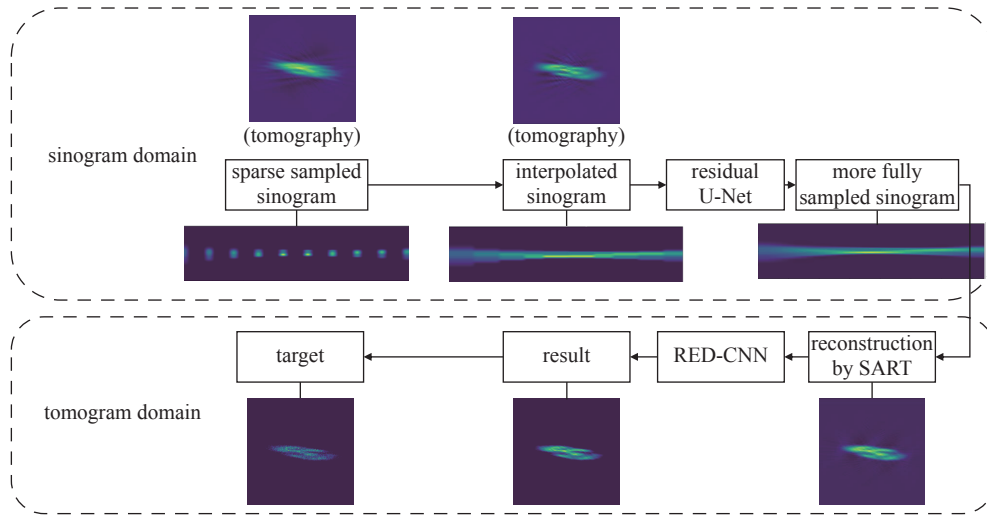 (tomography)
(tomography)
sinogram domain
sparse sampled
sinogram
interpolated
sinogram
residual
U-Net
more fully
sampled sinogram
target
result
RED-CNN
reconstruction
by SART
tomogram domain